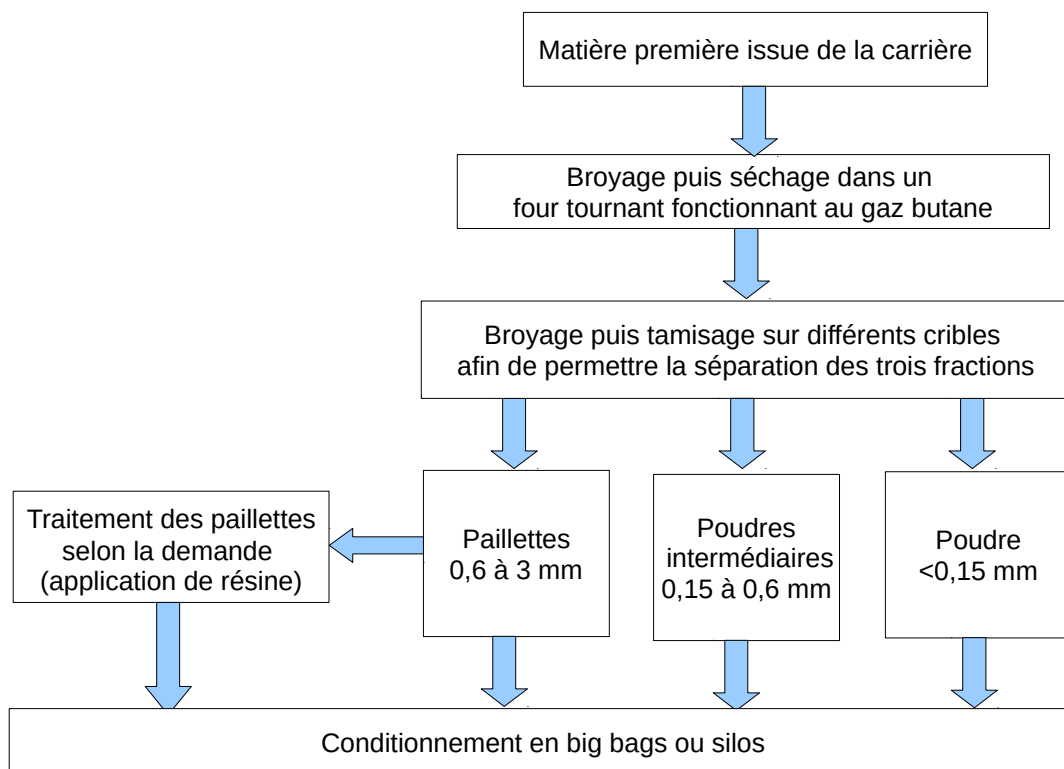 Matière première issue de la carrière
Broyage puis séchage dans un
four tournant fonctionnant au gaz butane
Broyage puis tamisage sur différents cribles
afin de permettre la séparation des trois fractions
Traitement des paillettes
selon la demande
(application de résine)
Paillettes
0,6 à 3 mm
Poudres
intermédiaires
0,15 à 0,6 mm
Poudre
<0,15 mm
Conditionnement en big bags ou silos